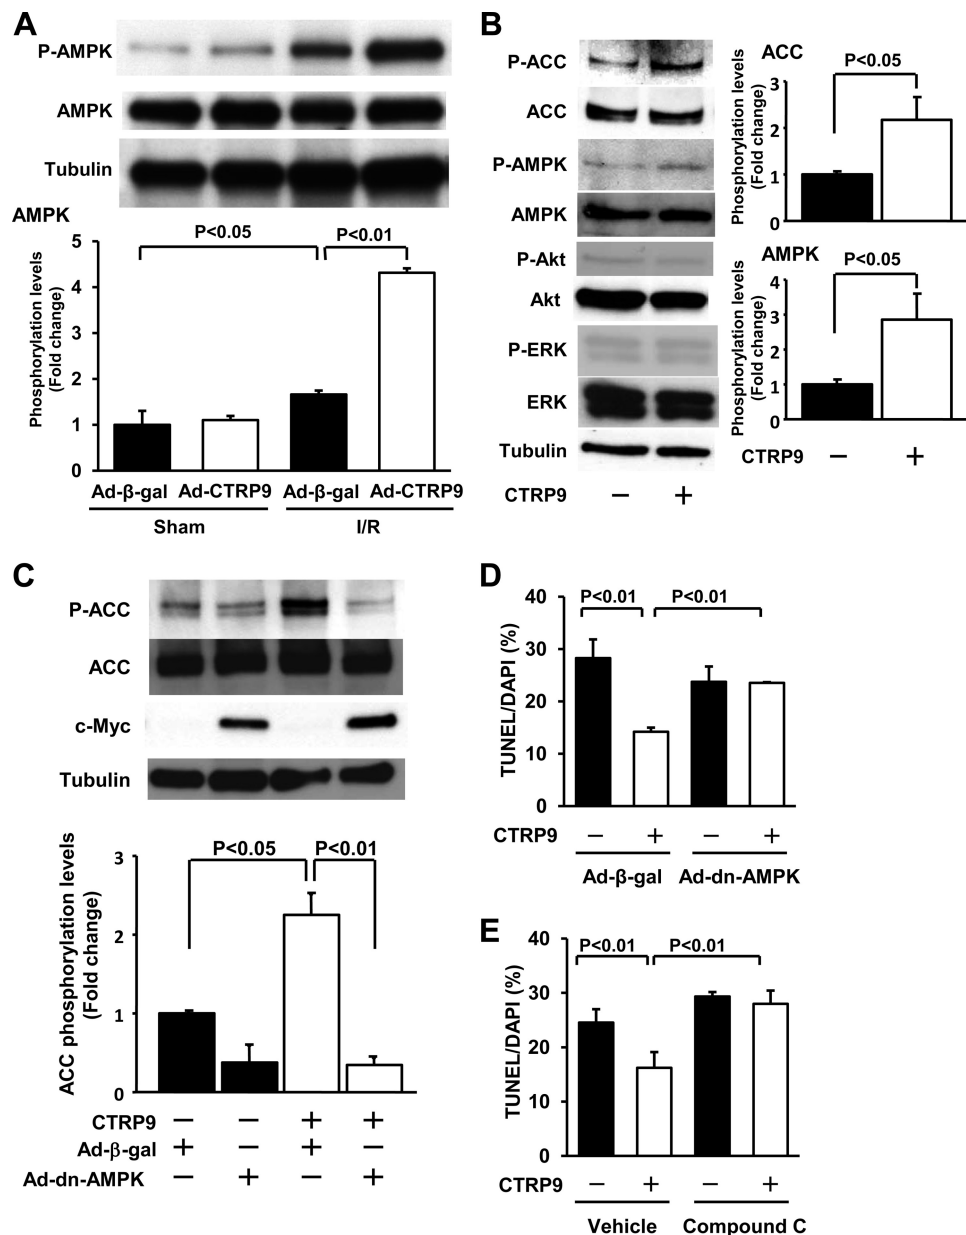 A
P-AMPK
AMPK
Tubulin
AMPK
Phosphorylation levels
(Fold change)
5
4
3
2
1
0
P<0.05
P<0.01
Ad-β-gal Ad-CTRP9 Ad-β-gal Ad-CTRP9
Sham I/R
B
P-ACC
ACC
P-AMPK
AMPK
P-Akt
Akt
P-ERK
ERK
Tubulin
CTRP9 − +
ACC
Phosphorylation levels
(Fold change)
3
2
1
0
P<0.05
AMPK
Phosphorylation levels
(Fold change)
4
3
2
1
0
P<0.05
CTRP9 − +
C
P-ACC
ACC
c-Myc
Tubulin
ACC phosphorylation levels
(Fold change)
3
2
1
0
P<0.05 P<0.01
CTRP9 − − + +
Ad-β-gal + − + −
Ad-dn-AMPK − + − +
D
TUNEL/DAPI (%)
40
30
20
10
0
P<0.01 P<0.01
CTRP9 − + − +
Ad-β-gal Ad-dn-AMPK
E
TUNEL/DAPI (%)
40
30
20
10
0
P<0.01 P<0.01
CTRP9 − + − +
Vehicle Compound C